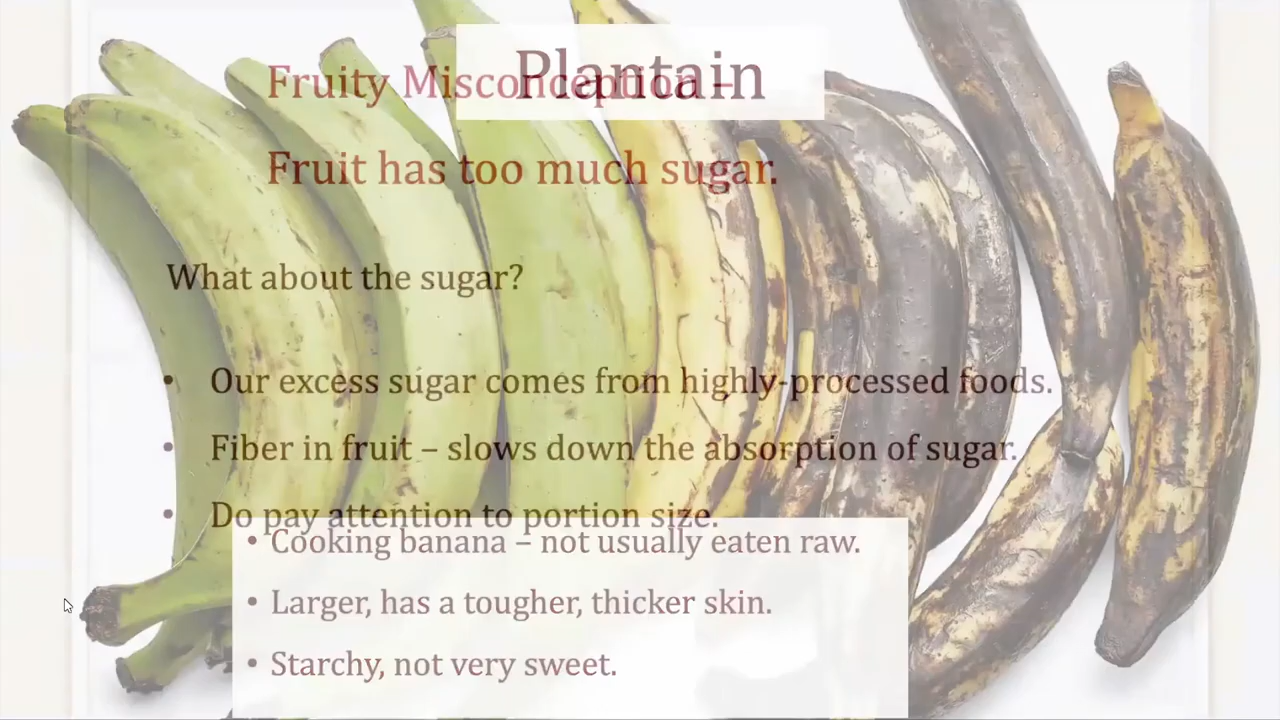 Plantain
Fruity Misconception –
Fruit has too much sugar.
What about the sugar?
• Our excess sugar comes from highly-processed foods.
• Fiber in fruit – slows down the absorption of sugar.
• Do pay attention to portion size.
• Cooking banana – not usually eaten raw.
• Larger, has a tougher, thicker skin.
• Starchy, not very sweet.